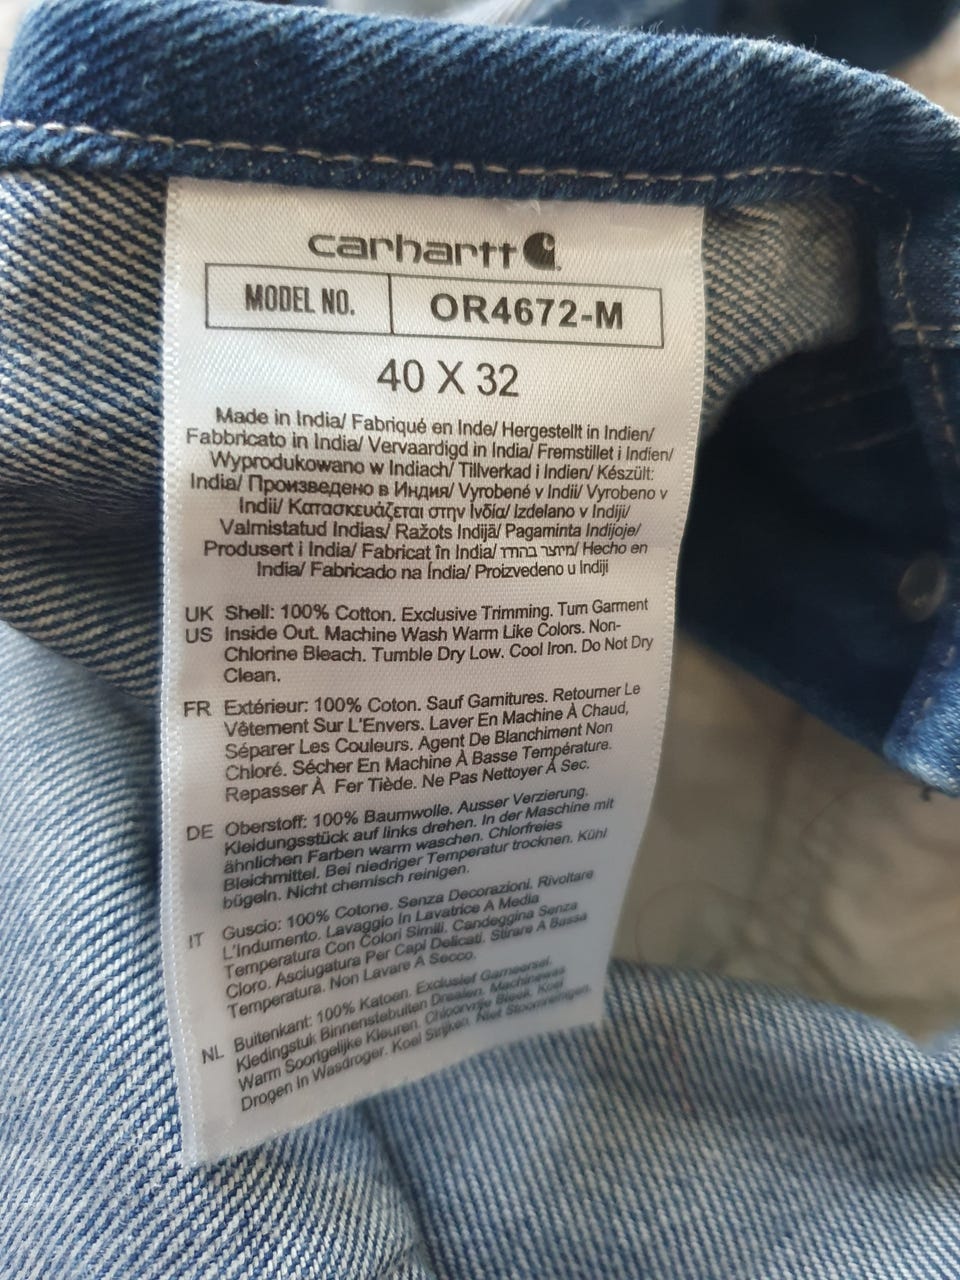 carhartt
MODEL NO. OR4672-M
40 X 32
Made in India/ Fabriqué en Inde/ Hergestellt in Indien/
Fabbricato in India/ Vervaardigd in India/ Fremstillet i Indien/
Wyprodukowano w Indiach/ Tillverkad i Indien/ Készült:
India/ Произведено в Индия/ Vyrobené v Indii/ Vyrobeno v
Indii/ Κατασκευάζεται στην Ινδία/ Izdelano v Indiji/
Valmistatud Indias/ Ražots Indijā/ Pagaminta Indijoje/
Produsert i India/ Fabricat în India/ מיוצר בהודו/ Hecho en
India/ Fabricado na Índia/ Proizvedeno u Indiji
UK Shell: 100% Cotton. Exclusive Trimming. Turn Garment
US Inside Out. Machine Wash Warm Like Colors. Non-
Chlorine Bleach. Tumble Dry Low. Cool Iron. Do Not Dry
Clean.
FR Extérieur: 100% Coton. Sauf Garnitures. Retourner Le
Vêtement Sur L'Envers. Laver En Machine À Chaud,
Séparer Les Couleurs. Agent De Blanchiment Non
Chloré. Sécher En Machine À Basse Température.
Repasser À Fer Tiède. Ne Pas Nettoyer À Sec.
DE Oberstoff: 100% Baumwolle. Ausser Verzierung.
Kleidungsstück auf links drehen. In der Maschine mit
ähnlichen Farben warm waschen. Chlorfreies
Bleichmittel. Bei niedriger Temperatur trocknen. Kühl
bügeln. Nicht chemisch reinigen.
IT Guscio: 100% Cotone. Senza Decorazioni. Rivoltare
L'Indumento. Lavaggio In Lavatrice A Media
Temperatura Con Colori Simili. Candeggina Senza
Cloro. Asciugatura Per Capi Delicati. Stirare A Bassa
Temperatura. Non Lavare A Secco.
NL Buitenkant: 100% Katoen. Exclusief Garneersel.
Kledingstuk Binnenstebuiten Draaien. Machinewas
Warm Soortgelijke Kleuren. Chloorvrije Bleek. Koel
Drogen In Wasdroger. Koel Strijken. Niet Stoomreinigen.